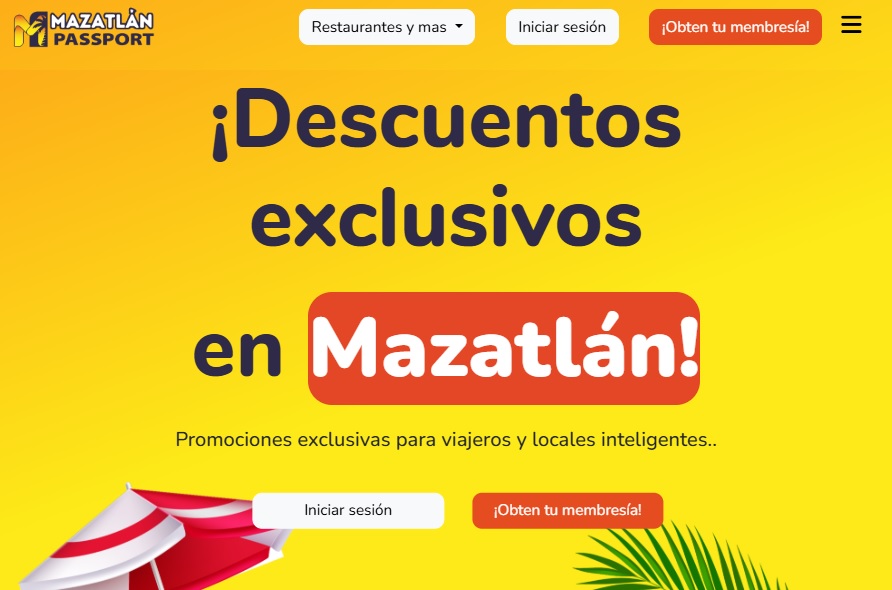 MAZATLÁN
PASSPORT
Restaurantes y mas
Iniciar sesión
¡Obten tu membresía!
¡Descuentos
exclusivos
en Mazatlán!
Promociones exclusivas para viajeros y locales inteligentes..
Iniciar sesión
¡Obten tu membresía!